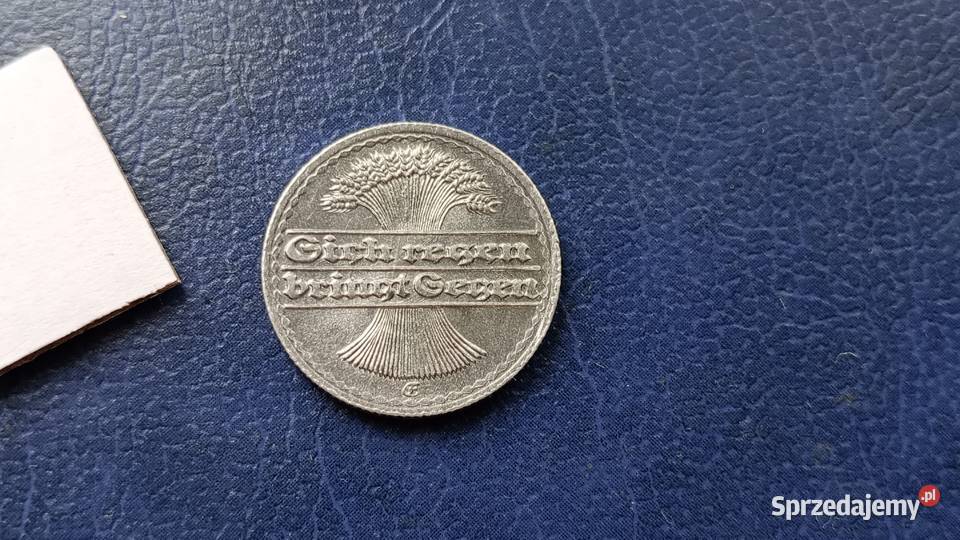 Sich regen
bringt Segen
E
Sprzedajemy.pl